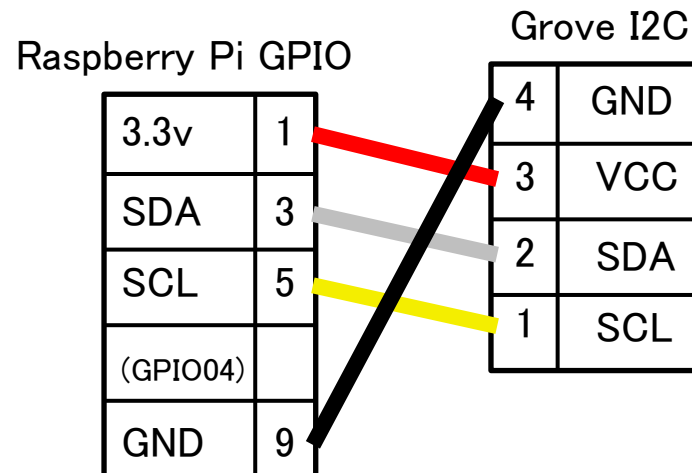 Raspberry Pi GPIO
3.3v 1
SDA 3
SCL 5
(GPIO04)
GND 9
Grove I2C
4 GND
3 VCC
2 SDA
1 SCL